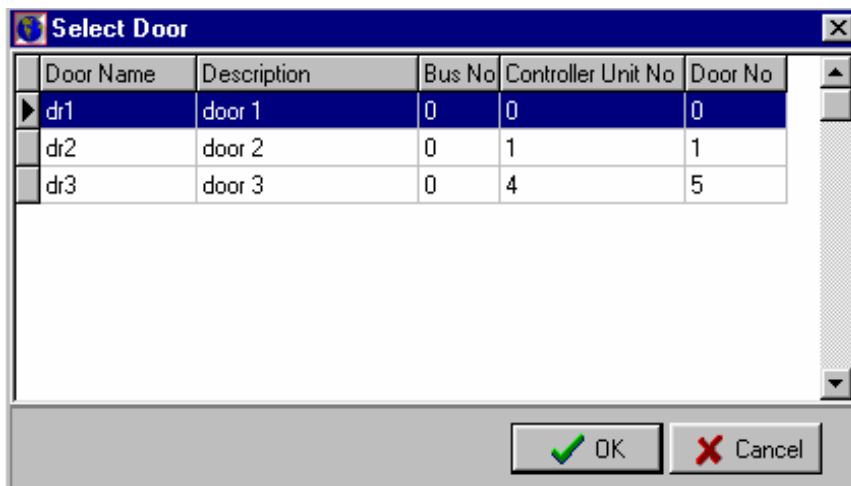 Select Door
Door Name Description Bus No Controller Unit No Door No
dr1 door 1 0 0 0
dr2 door 2 0 1 1
dr3 door 3 0 4 5
OK Cancel